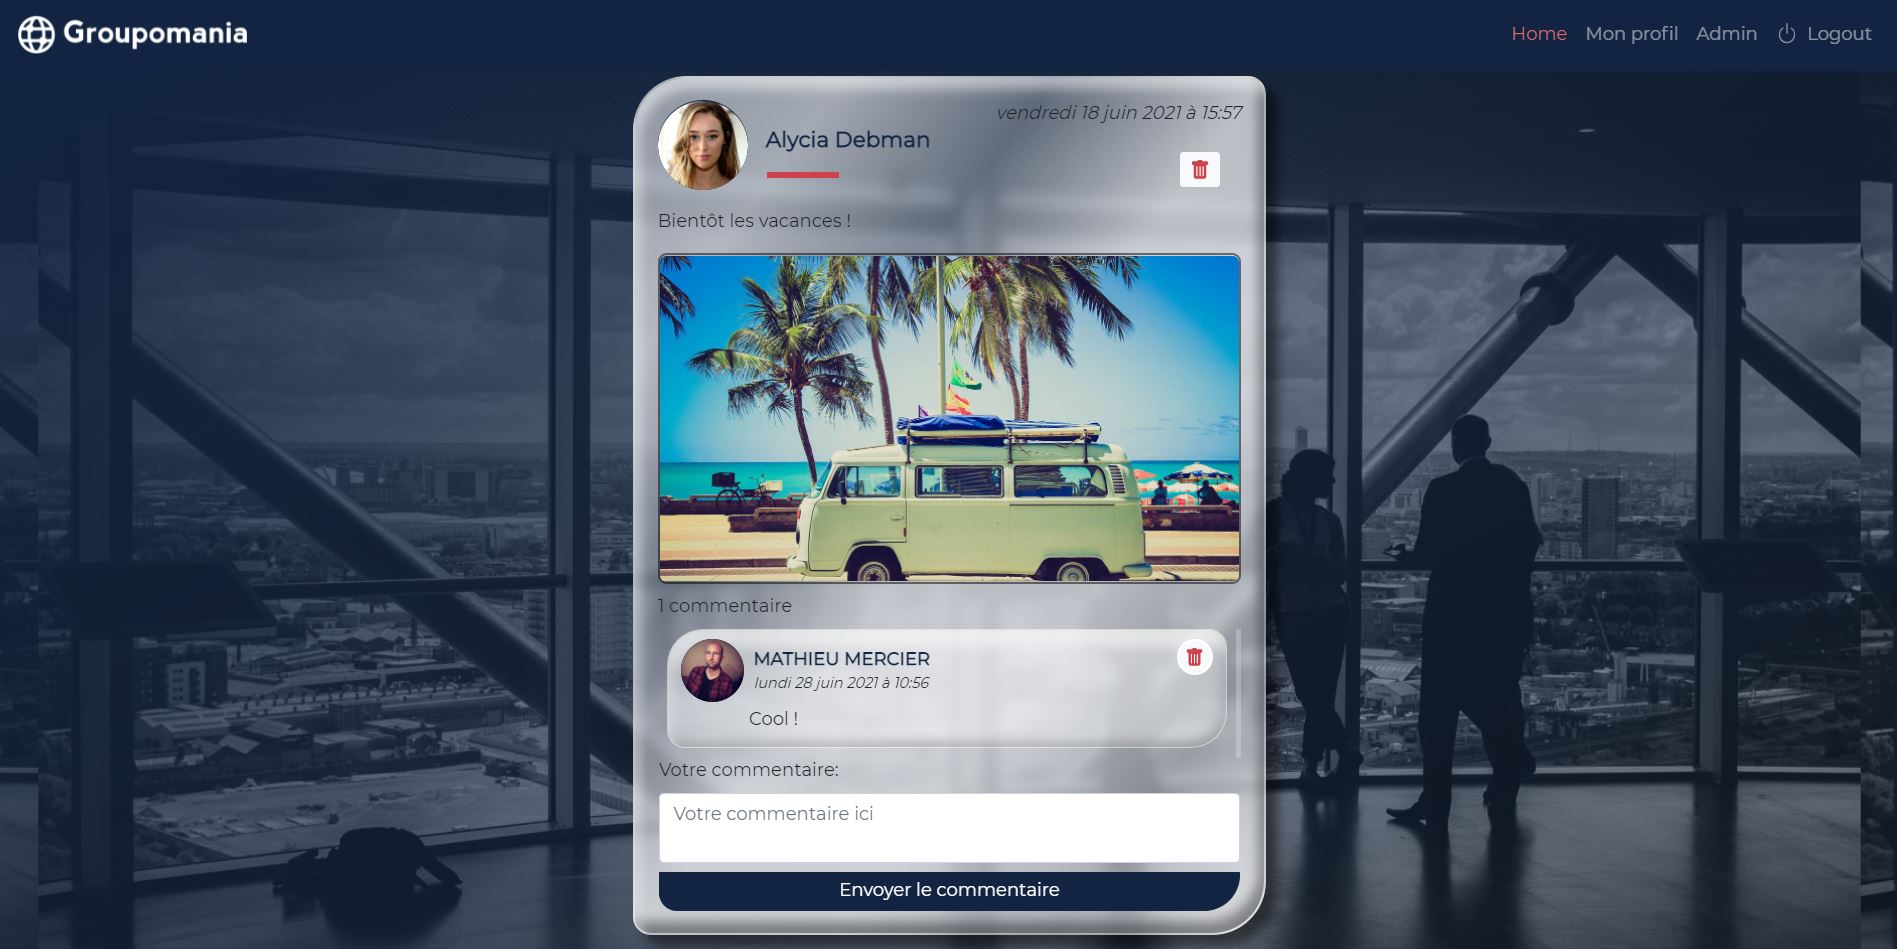 Groupomania
Home Mon profil Admin Logout
vendredi 18 juin 2021 à 15:57
Alycia Debman
Bientôt les vacances !
1 commentaire
MATHIEU MERCIER
lundi 28 juin 2021 à 10:56
Cool !
Votre commentaire:
Votre commentaire ici
Envoyer le commentaire